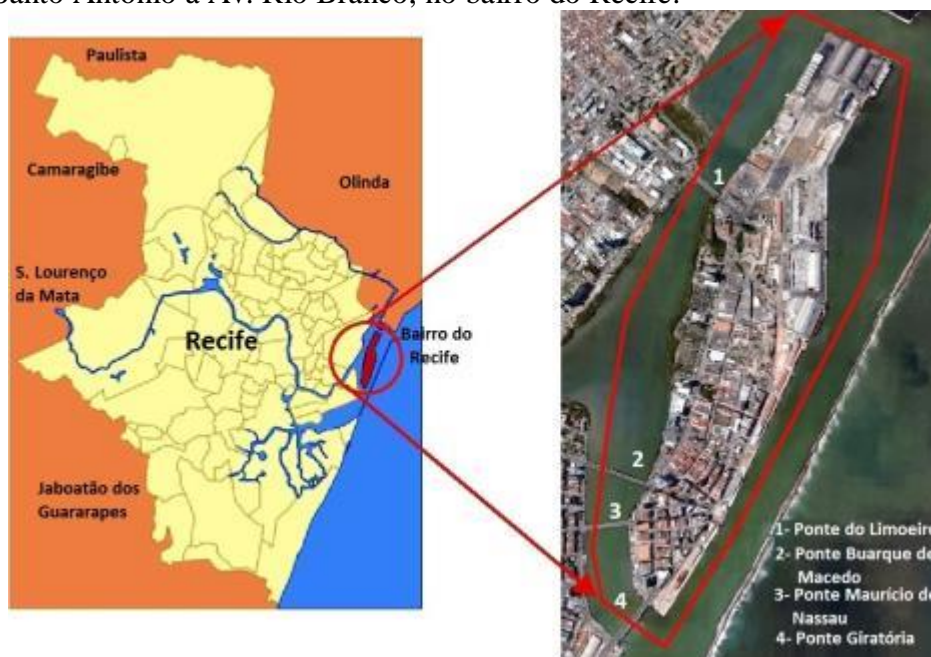 Santo Antônio à Av. Rio Branco, no bairro do Recife.
Paulista
Camaragibe
Olinda
S. Lourenço
da Mata
Recife
Bairro do
Recife
Jaboatão dos
Guararapes
1
2
3
4
1- Ponte do Limoeiro
2- Ponte Buarque de
Macedo
3- Ponte Maurício de
Nassau
4- Ponte Giratória